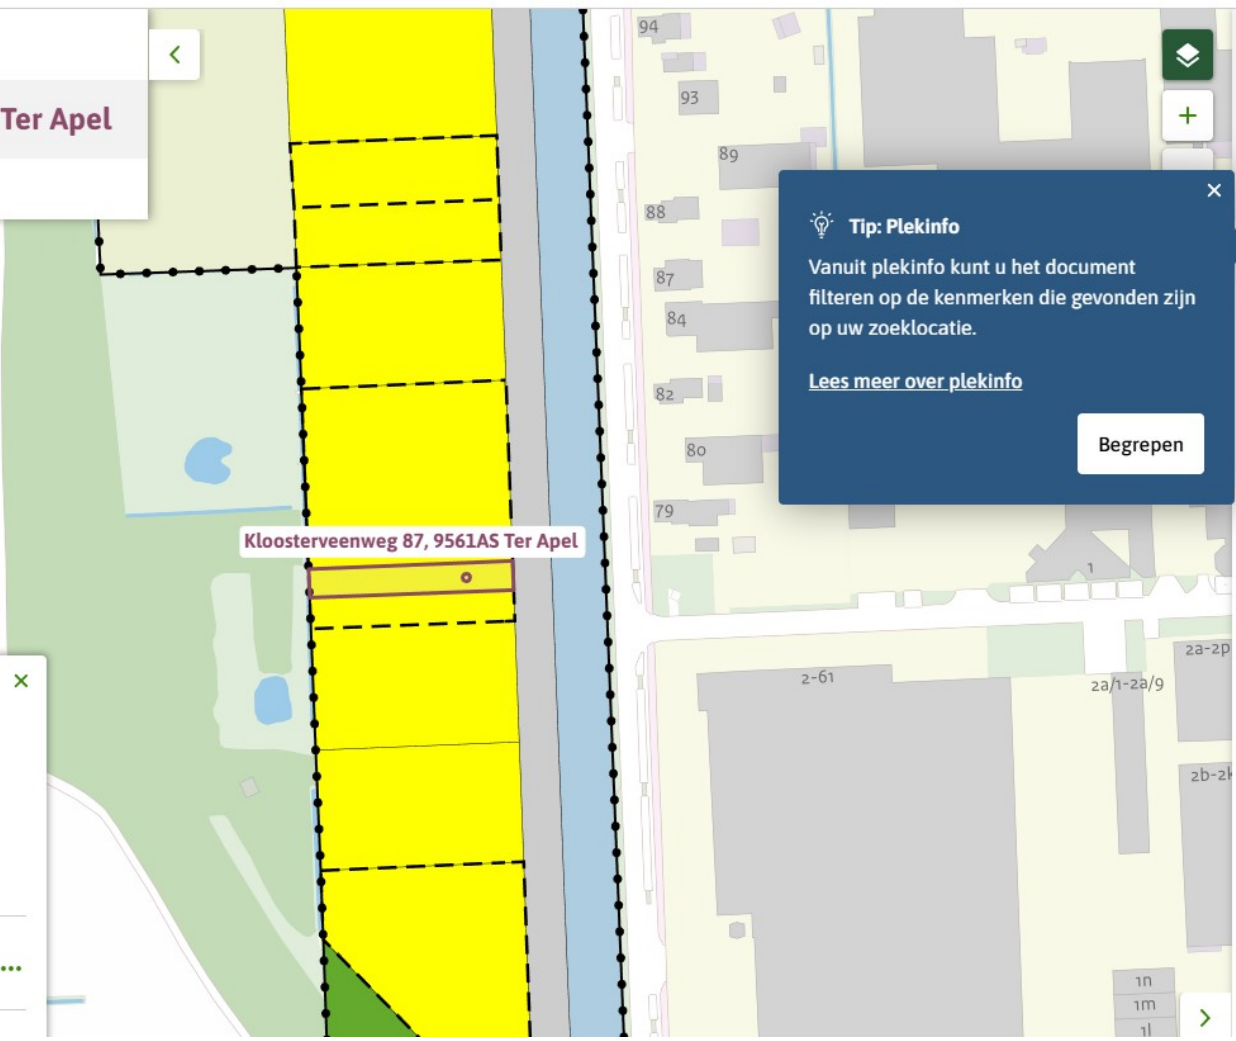 94
Ter Apel
93
89
88
Tip: Plekinfo
Vanuit plekinfo kunt u het document
filteren op de kenmerken die gevonden zijn
op uw zoeklocatie.
Lees meer over plekinfo
Begrepen
87
84
82
80
79
Kloosterveenweg 87, 9561AS Ter Apel
1
2-61
2a/1-2a/9
2a-2p
2b-2k
1n
1m
1l